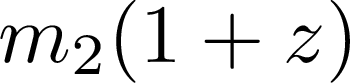 m₂(1 + z)